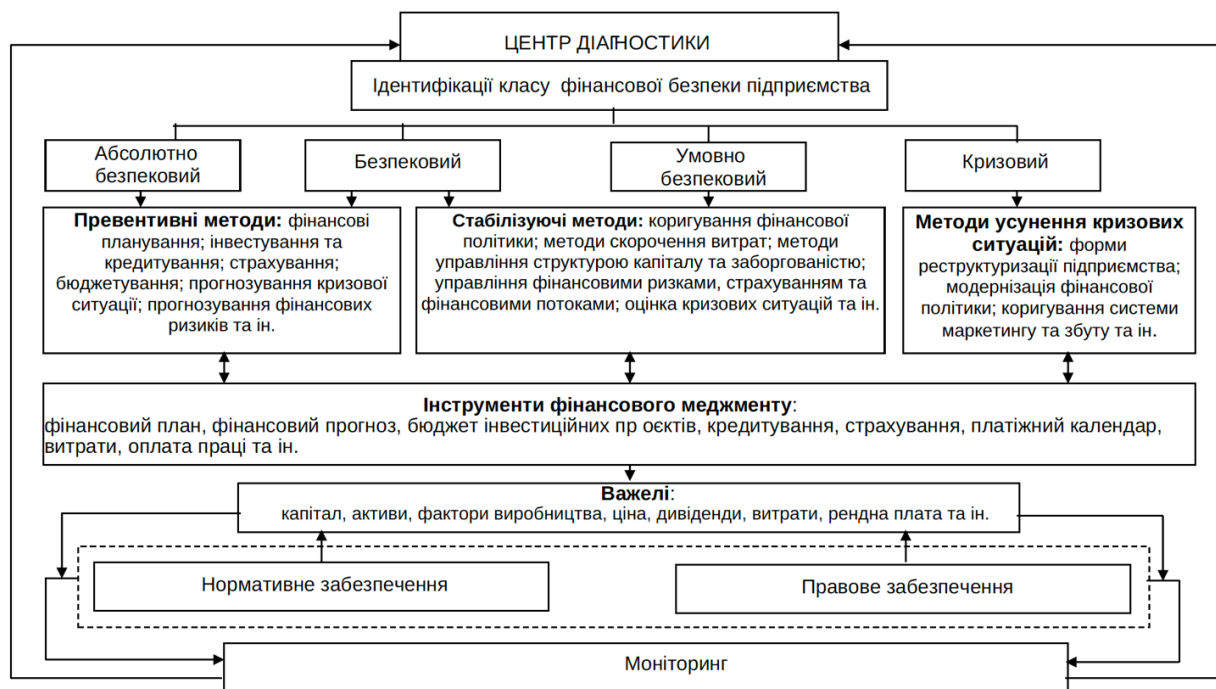 ЦЕНТР ДІАГНОСТИКИ
Ідентифікації класу фінансової безпеки підприємства
Абсолютно
безпековий
Безпековий
Умовно
безпековий
Кризовий
Превентивні методи: фінансові
планування; інвестування та
кредитування; страхування;
бюджетування; прогнозування кризової
ситуації; прогнозування фінансових
ризиків та ін.
Стабілізуючі методи: коригування фінансової
політики; методи скорочення витрат; методи
управління структурою капіталу та заборгованістю;
управління фінансовими ризками, страхуванням та
фінансовими потоками; оцінка кризових ситуацій та ін.
Методи усунення кризових
ситуацій: форми
реструктуризації підприємства;
модернізація фінансової
політики; коригування системи
маркетингу та збуту та ін.
Інструменти фінансового меджменту:
фінансовий план, фінансовий прогноз, бюджет інвестиційних пр оєктів, кредитування, страхування, платіжний календар,
витрати, оплата праці та ін.
Важелі:
капітал, активи, фактори виробництва, ціна, дивіденди, витрати, рендна плата та ін.
Нормативне забезпечення
Правове забезпечення
Моніторинг